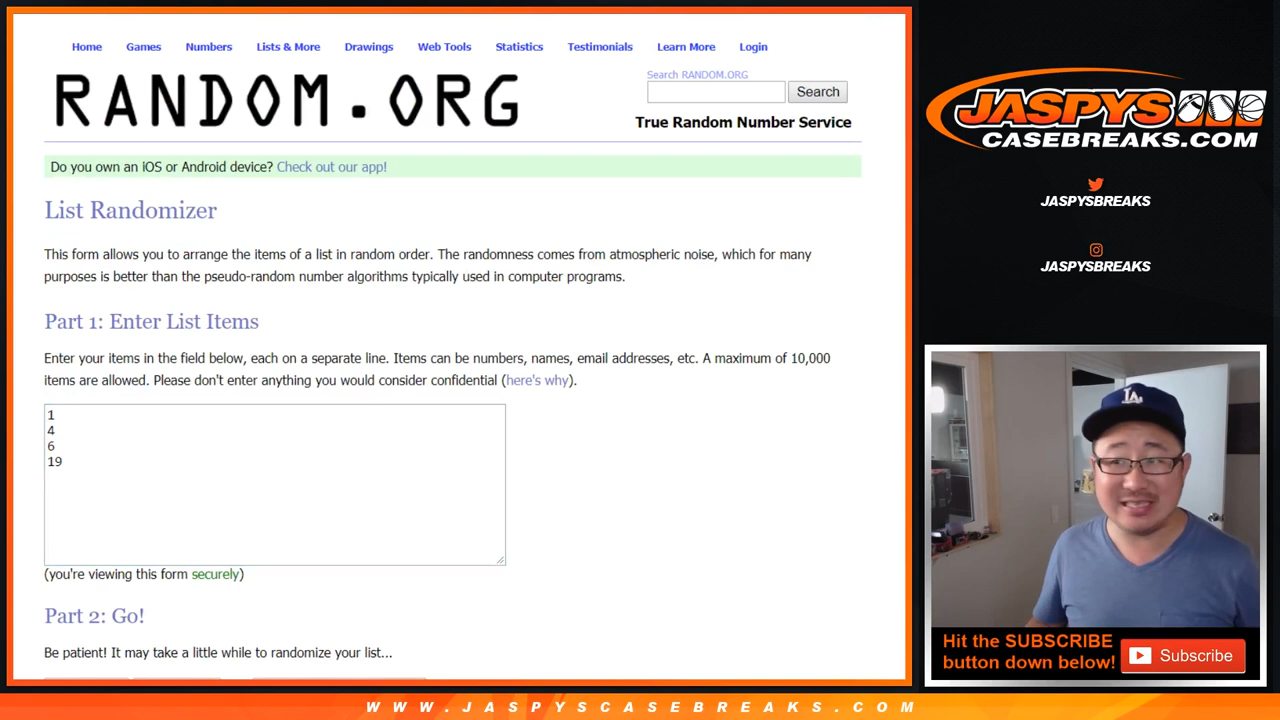 Home Games Numbers Lists & More Drawings Web Tools Statistics Testimonials Learn More Login
RANDOM.ORG
Search RANDOM.ORG
Search
True Random Number Service
Do you own an iOS or Android device? Check out our app!
List Randomizer
This form allows you to arrange the items of a list in random order. The randomness comes from atmospheric noise, which for many
purposes is better than the pseudo-random number algorithms typically used in computer programs.
Part 1: Enter List Items
Enter your items in the field below, each on a separate line. Items can be numbers, names, email addresses, etc. A maximum of 10,000
items are allowed. Please don't enter anything you would consider confidential (here's why).
1
4
6
19
(you're viewing this form securely)
Part 2: Go!
Be patient! It may take a little while to randomize your list...
JASPYS
CASEBREAKS.COM
JASPYSBREAKS
JASPYSBREAKS
LA
Hit the SUBSCRIBE
button down below!
Subscribe
WWW.JASPYSCASEBREAKS.COM